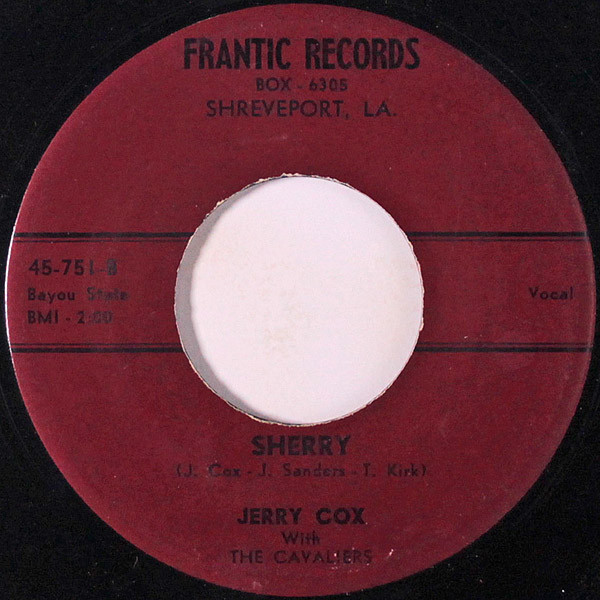 FRANTIC RECORDS
BOX - 6305
SHREVEPORT, LA.
45-751-B
Bayou State
Vocal
BMI - 2:00
SHERRY
(J. Cox - J. Sanders - T. Kirk)
JERRY COX
With
THE CAVALIERS